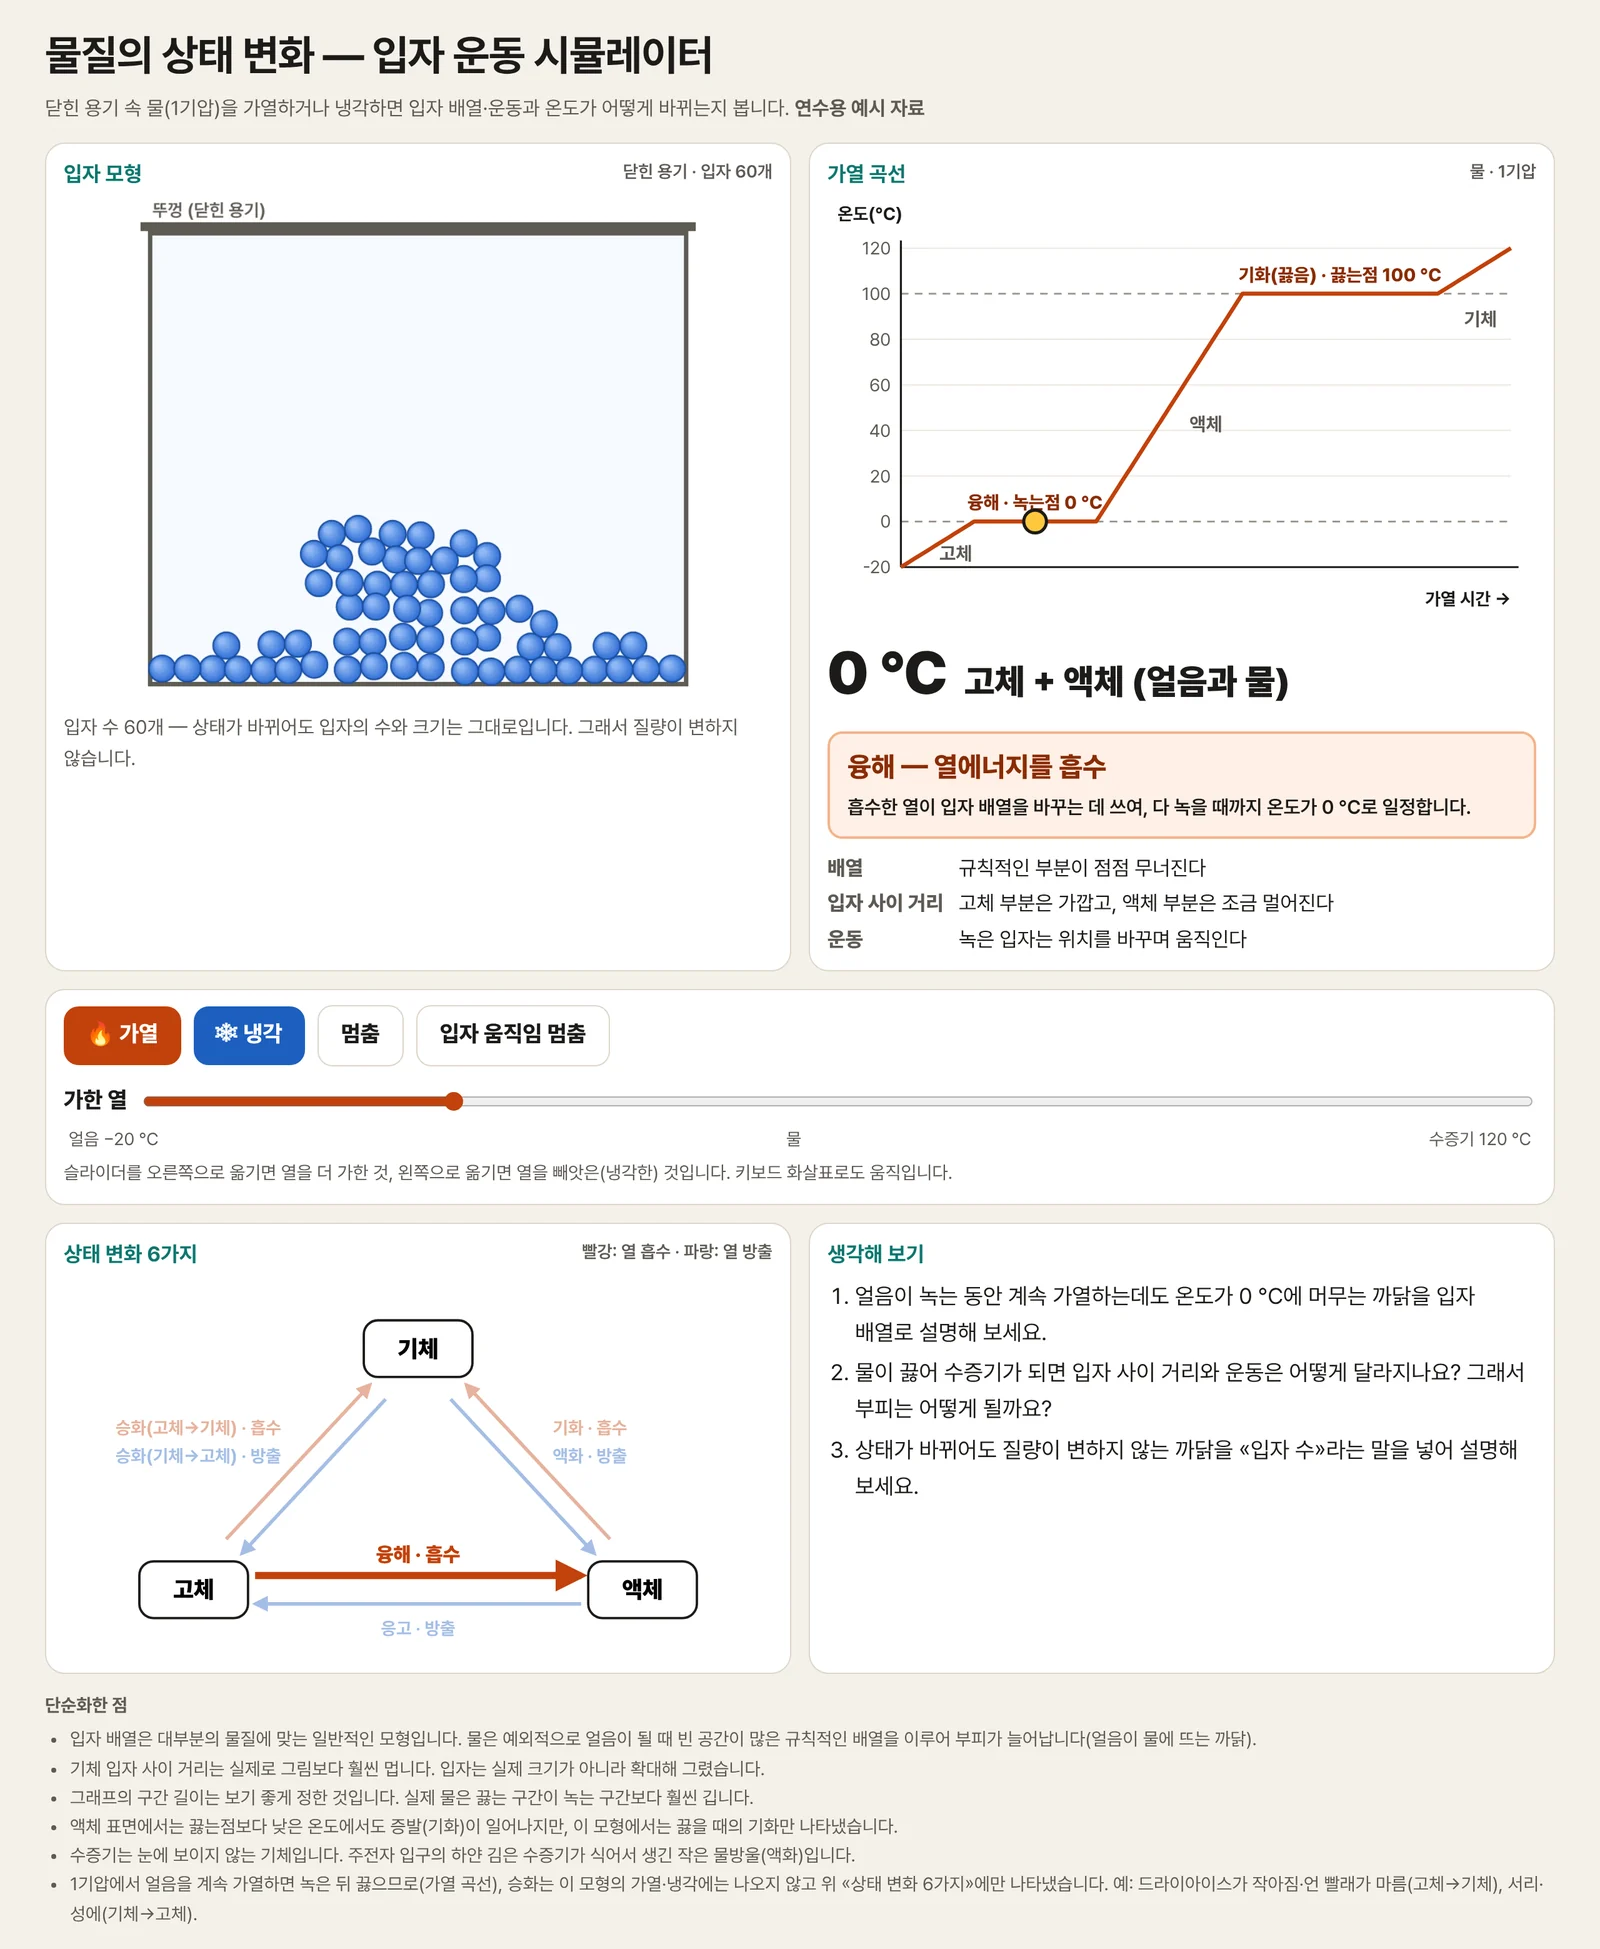 물질의 상태 변화 — 입자 운동 시뮬레이터
닫힌 용기 속 물(1기압)을 가열하거나 냉각하면 입자 배열·운동과 온도가 어떻게 바뀌는지 봅니다. 연수용 예시 자료
입자 모형
닫힌 용기 · 입자 60개
뚜껑 (닫힌 용기)
입자 수 60개 — 상태가 바뀌어도 입자의 수와 크기는 그대로입니다. 그래서 질량이 변하지
않습니다.
가열 곡선
물 · 1기압
온도(°C)
120
100
80
60
40
20
0
-20
기화(끓음) · 끓는점 100 °C
기체
액체
융해 · 녹는점 0 °C
고체
가열 시간 →
0 °C 고체 + 액체 (얼음과 물)
융해 — 열에너지를 흡수
흡수한 열이 입자 배열을 바꾸는 데 쓰여, 다 녹을 때까지 온도가 0 °C로 일정합니다.
배열 규칙적인 부분이 점점 무너진다
입자 사이 거리 고체 부분은 가깝고, 액체 부분은 조금 멀어진다
운동 녹은 입자는 위치를 바꾸며 움직인다
🔥 가열
❄ 냉각
멈춤
입자 움직임 멈춤
가한 열
얼음 −20 °C
물
수증기 120 °C
슬라이더를 오른쪽으로 옮기면 열을 더 가한 것, 왼쪽으로 옮기면 열을 빼앗은(냉각한) 것입니다. 키보드 화살표로도 움직입니다.
상태 변화 6가지
빨강: 열 흡수 · 파랑: 열 방출
기체
승화(고체→기체) · 흡수
승화(기체→고체) · 방출
기화 · 흡수
액화 · 방출
융해 · 흡수
고체
액체
응고 · 방출
생각해 보기
1. 얼음이 녹는 동안 계속 가열하는데도 온도가 0 °C에 머무는 까닭을 입자
배열로 설명해 보세요.
2. 물이 끓어 수증기가 되면 입자 사이 거리와 운동은 어떻게 달라지나요? 그래서
부피는 어떻게 될까요?
3. 상태가 바뀌어도 질량이 변하지 않는 까닭을 «입자 수»라는 말을 넣어 설명해
보세요.
단순화한 점
• 입자 배열은 대부분의 물질에 맞는 일반적인 모형입니다. 물은 예외적으로 얼음이 될 때 빈 공간이 많은 규칙적인 배열을 이루어 부피가 늘어납니다(얼음이 물에 뜨는 까닭).
• 기체 입자 사이 거리는 실제로 그림보다 훨씬 멉니다. 입자는 실제 크기가 아니라 확대해 그렸습니다.
• 그래프의 구간 길이는 보기 좋게 정한 것입니다. 실제 물은 끓는 구간이 녹는 구간보다 훨씬 깁니다.
• 액체 표면에서는 끓는점보다 낮은 온도에서도 증발(기화)이 일어나지만, 이 모형에서는 끓을 때의 기화만 나타냈습니다.
• 수증기는 눈에 보이지 않는 기체입니다. 주전자 입구의 하얀 김은 수증기가 식어서 생긴 작은 물방울(액화)입니다.
• 1기압에서 얼음을 계속 가열하면 녹은 뒤 끓으므로(가열 곡선), 승화는 이 모형의 가열·냉각에는 나오지 않고 위 «상태 변화 6가지»에만 나타냈습니다. 예: 드라이아이스가 작아짐·언 빨래가 마름(고체→기체), 서리·
성에(기체→고체).